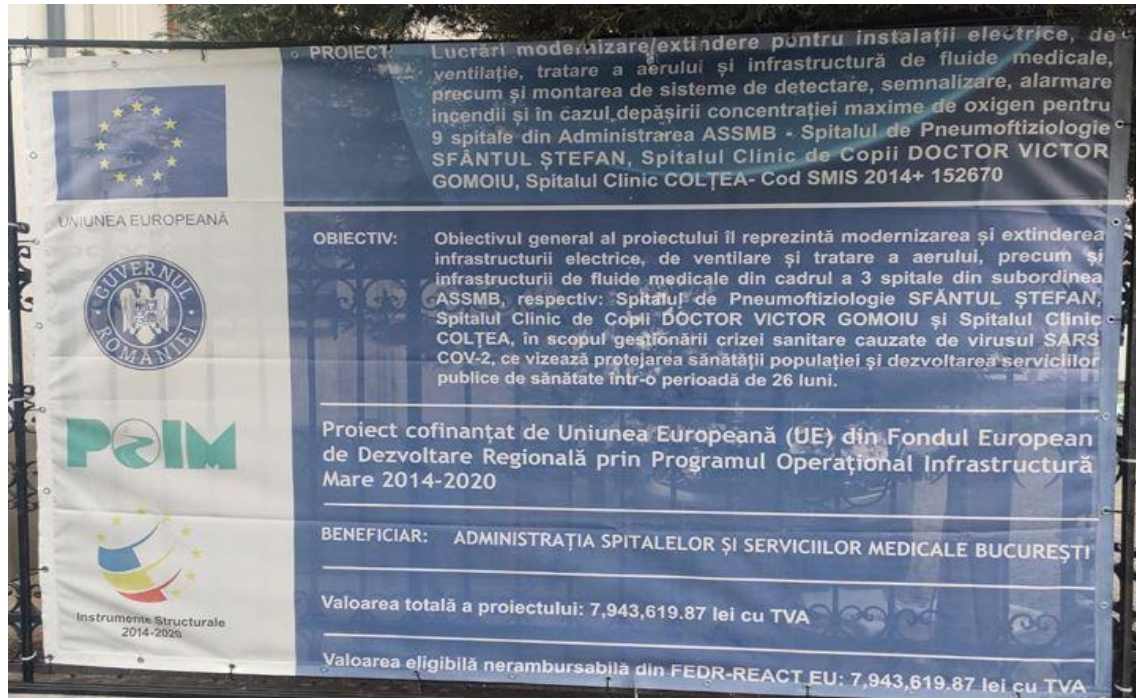 PROIECT: Lucrări modernizare/extindere pentru instalații electrice, de
ventilație, tratare a aerului și infrastructură de fluide medicale,
precum și montarea de sisteme de detectare, semnalizare, alarmare
incendii și în cazul depășirii concentrației maxime de oxigen pentru
9 spitale din Administrarea ASSMB - Spitalul de Pneumoftiziologie
SFÂNTUL ȘTEFAN, Spitalul Clinic de Copii DOCTOR VICTOR
GOMOIU, Spitalul Clinic COLȚEA- Cod SMIS 2014+ 152670
UNIUNEA EUROPEANĂ
GUVERNUL ROMÂNIEI
POIM
Instrumente Structurale
2014-2020
OBIECTIV: Obiectivul general al proiectului îl reprezintă modernizarea și extinderea
infrastructurii electrice, de ventilare și tratare a aerului, precum și
infrastructurii de fluide medicale din cadrul a 3 spitale din subordinea
ASSMB, respectiv: Spitalul de Pneumoftiziologie SFÂNTUL ȘTEFAN,
Spitalul Clinic de Copii DOCTOR VICTOR GOMOIU și Spitalul Clinic
COLȚEA, în scopul gestionării crizei sanitare cauzate de virusul SARS
COV-2, ce vizează protejarea sănătății populației și dezvoltarea serviciilor
publice de sănătate într-o perioadă de 26 luni.
Proiect cofinanțat de Uniunea Europeană (UE) din Fondul European
de Dezvoltare Regională prin Programul Operațional Infrastructură
Mare 2014-2020
BENEFICIAR: ADMINISTRAȚIA SPITALELOR ȘI SERVICIILOR MEDICALE BUCUREȘTI
Valoarea totală a proiectului: 7,943,619.87 lei cu TVA
Valoarea eligibilă nerambursabilă din FEDR-REACT EU: 7,943,619.87 lei cu TVA